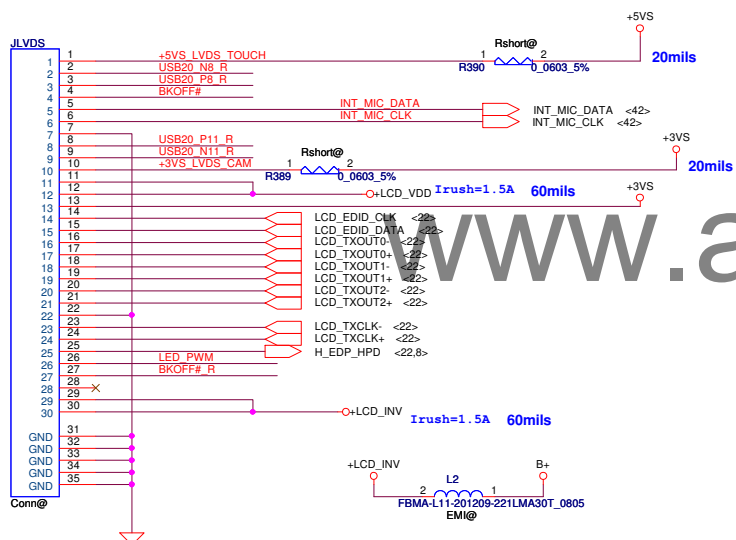 JLVDS
+5VS
1 1 +5VS_LVDS_TOUCH R390 1 Rshort@ 2 0_0603_5% 20mils
2 2 USB20_N8_R
3 3 USB20_P8_R
4 4 BKOFF#
5 5 INT_MIC_DATA INT_MIC_DATA <42>
6 6 INT_MIC_CLK INT_MIC_CLK <42>
7 7
8 8 USB20_P11_R
9 9 USB20_N11_R
+3VS
10 10 +3VS_LVDS_CAM R389 1 Rshort@ 2 0_0603_5% 20mils
11 11
12 12 +LCD_VDD Irush=1.5A 60mils
13 13 +3VS
14 14 LCD_EDID_CLK <22>
15 15 LCD_EDID_DATA <22>
16 16 LCD_TXOUT0- <22>
17 17 LCD_TXOUT0+ <22>
18 18 LCD_TXOUT1- <22>
19 19 LCD_TXOUT1+ <22>
20 20 LCD_TXOUT2- <22>
21 21 LCD_TXOUT2+ <22>
www.a
22 22
23 23 LCD_TXCLK- <22>
24 24 LCD_TXCLK+ <22>
25 25 H_EDP_HPD <22,8>
26 26 LED_PWM
27 27 BKOFF#_R
28 28
29 29
30 30 +LCD_INV Irush=1.5A 60mils
GND 31
GND 32
GND 33
GND 34
GND 35
Conn@
+LCD_INV L2 B+
2 1
FBMA-L11-201209-221LMA30T_0805
EMI@